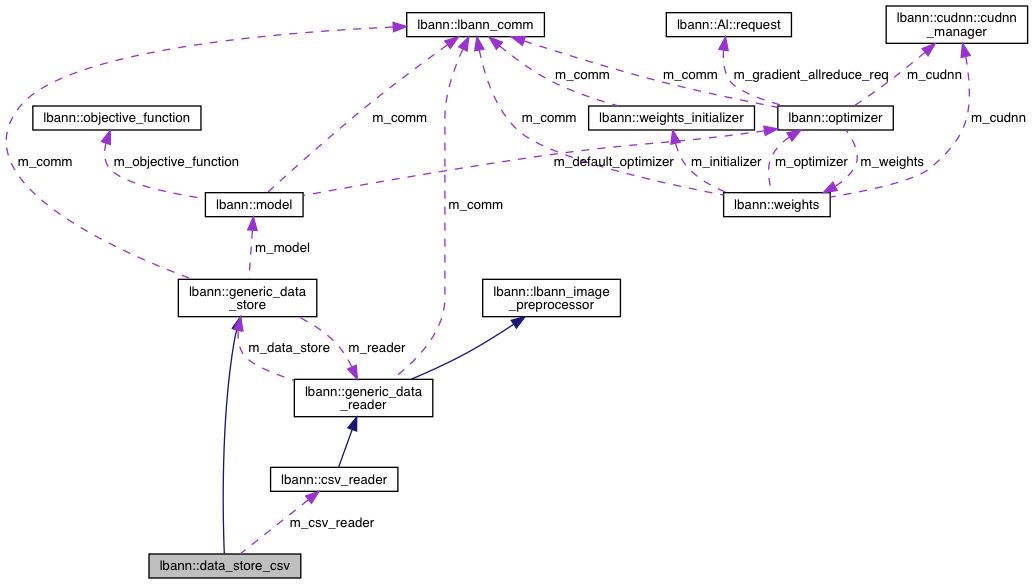 lbann::lbann_comm
lbann::Al::request
lbann::cudnn::cudnn
_manager
m_comm
m_comm
m_gradient_allreduce_req
m_cudnn
lbann::objective_function
m_comm
m_comm
lbann::weights_initializer
lbann::optimizer
m_cudnn
m_comm
m_objective_function
m_default_optimizer
m_initializer
m_optimizer
m_weights
lbann::model
m_comm
lbann::weights
m_model
lbann::generic_data
_store
lbann::lbann_image
_preprocessor
m_data_store
m_reader
lbann::generic_data
_reader
lbann::csv_reader
m_csv_reader
lbann::data_store_csv